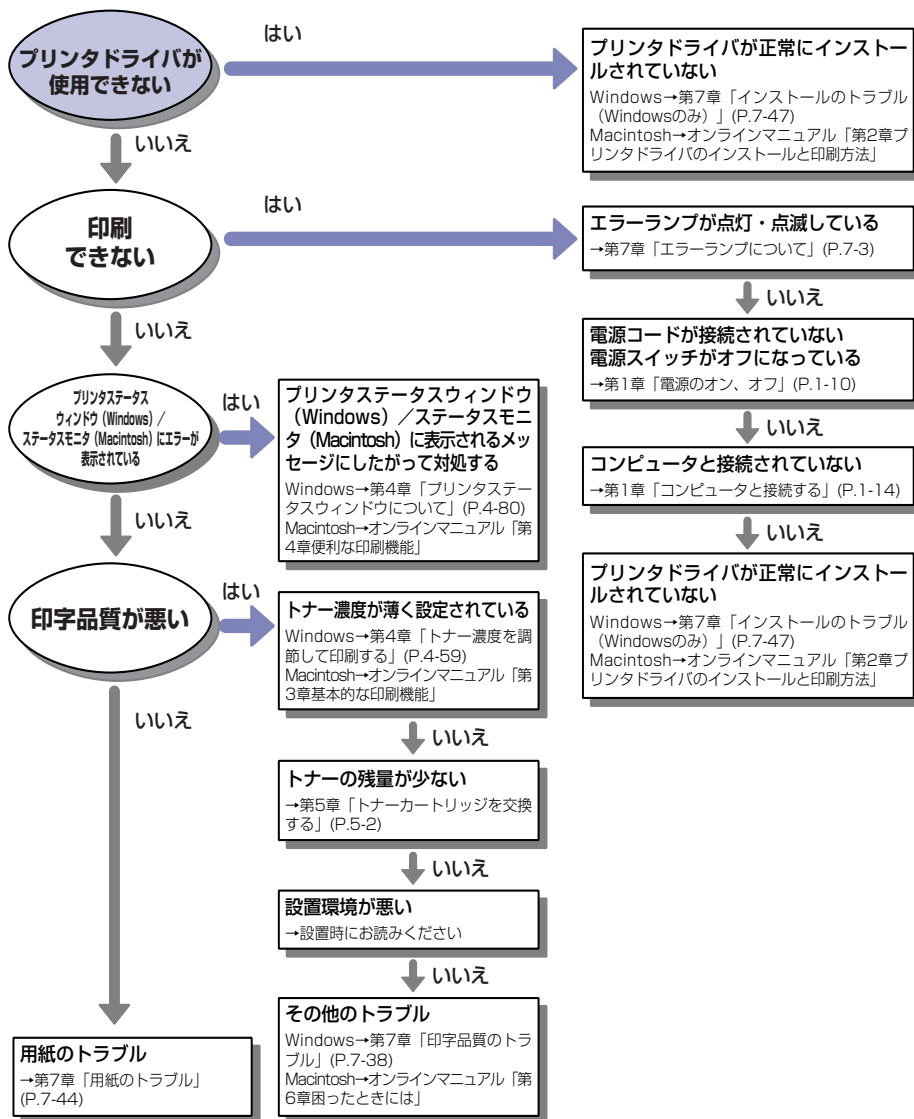 プリンタドライバが
使用できない
はい
プリンタドライバが正常にインストー
ルされていない
Windows→第7章「インストールのトラブル
（Windowsのみ）」(P.7-47)
Macintosh→オンラインマニュアル「第2章プ
リンタドライバのインストールと印刷方法」
いいえ
印刷
できない
はい
エラーランプが点灯・点滅している
→第7章「エラーランプについて」(P.7-3)
いいえ
電源コードが接続されていない
電源スイッチがオフになっている
→第1章「電源のオン、オフ」(P.1-10)
いいえ
コンピュータと接続されていない
→第1章「コンピュータと接続する」(P.1-14)
いいえ
プリンタドライバが正常にインストー
ルされていない
Windows→第7章「インストールのトラブル
（Windowsのみ）」(P.7-47)
Macintosh→オンラインマニュアル「第2章プ
リンタドライバのインストールと印刷方法」
いいえ
プリンタステータス
ウィンドウ（Windows）／
ステータスモニタ（Macintosh）にエラーが
表示されている
はい
プリンタステータスウィンドウ
（Windows）／ステータスモニ
タ（Macintosh）に表示されるメッ
セージにしたがって対処する
Windows→第4章「プリンタステー
タスウィンドウについて」(P.4-80)
Macintosh→オンラインマニュアル「第
4章便利な印刷機能」
いいえ
印字品質が悪い
はい
トナー濃度が薄く設定されている
Windows→第4章「トナー濃度を調
節して印刷する」(P.4-59)
Macintosh→オンラインマニュアル「第
3章基本的な印刷機能」
いいえ
トナーの残量が少ない
→第5章「トナーカートリッジを交換
する」(P.5-2)
いいえ
設置環境が悪い
→設置時にお読みください
いいえ
その他のトラブル
Windows→第7章「印字品質のトラ
ブル」(P.7-38)
Macintosh→オンラインマニュアル「第
6章困ったときには」
いいえ
用紙のトラブル
→第7章「用紙のトラブル」
(P.7-44)